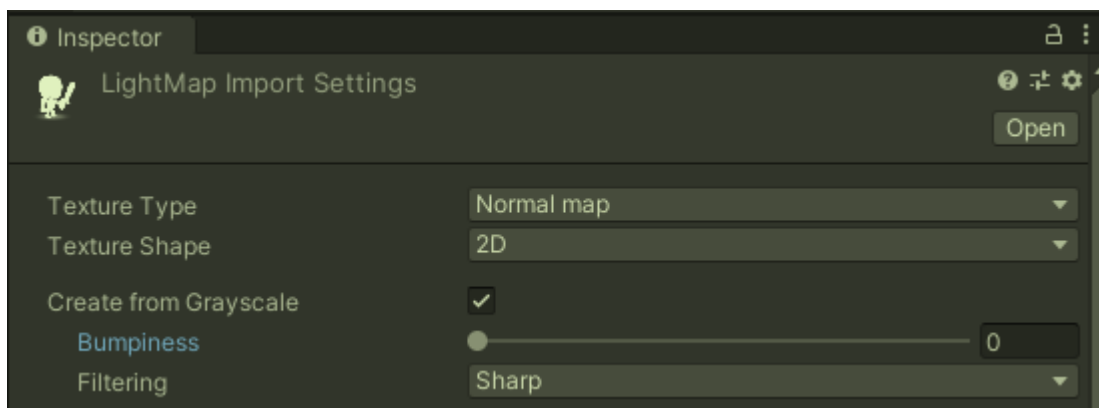 Inspector
LightMap Import Settings
Open
Texture Type Normal map
Texture Shape 2D
Create from Grayscale
Bumpiness 0
Filtering Sharp